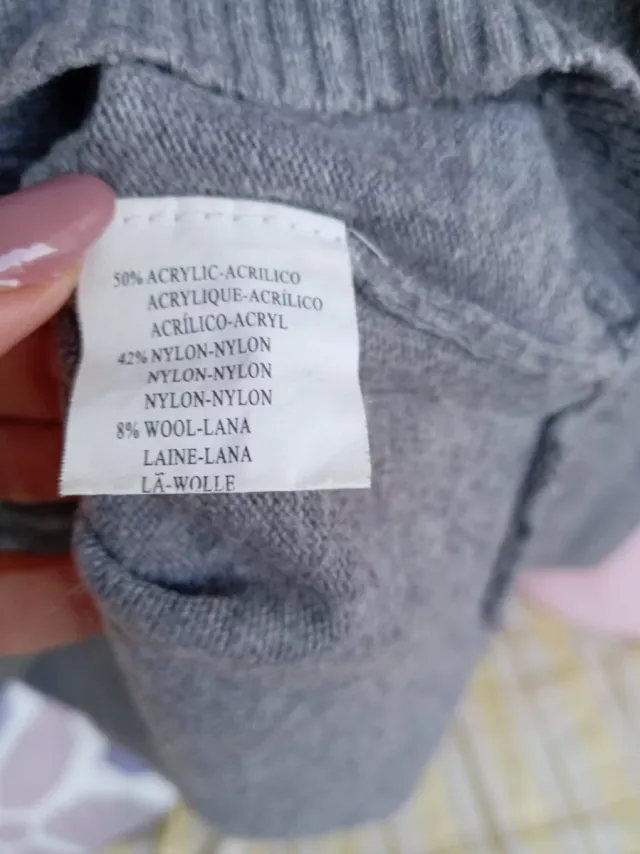 50% ACRYLIC-ACRILICO
ACRYLIQUE-ACRÍLICO
ACRÍLICO-ACRYL
42% NYLON-NYLON
NYLON-NYLON
NYLON-NYLON
8% WOOL-LANA
LAINE-LANA
LÃ-WOLLE